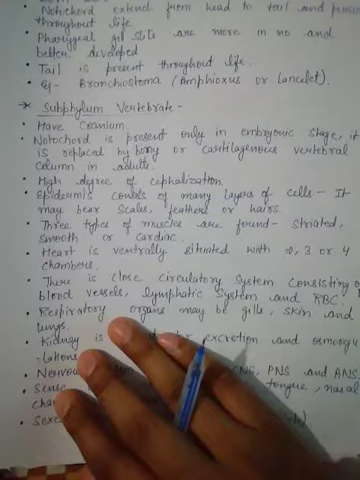 Notochord extend from head to tail and
throughout life.
Pharyngeal gill slits are more in no and
better developed
Tail is present throughout life.
Eg- Bronchiostoma (Amphioxus or Lancelet).
Subphylum Vertebrate -
Have Cranium
Notochord is present only in embryonic stage, it
is replaced by bony or cartilagenous vertebral
column in adults.
High degree of cephalization.
Epidermis consists of many layers of cells - It
may bear Scales, feathers or hairs.
Three types of muscles are found - Striated,
Smooth or Cardiac.
Heart is ventrally situated with 2, 3 or 4
chambers.
There is close circulatory system consisting of
blood vessels, lymphatic system and RBC.
Respiratory organs may be gills, skin and
lungs.
Kidney is excretion and osmoregu
-lations
CNS, PNS and ANS
Sense tongue, nasal